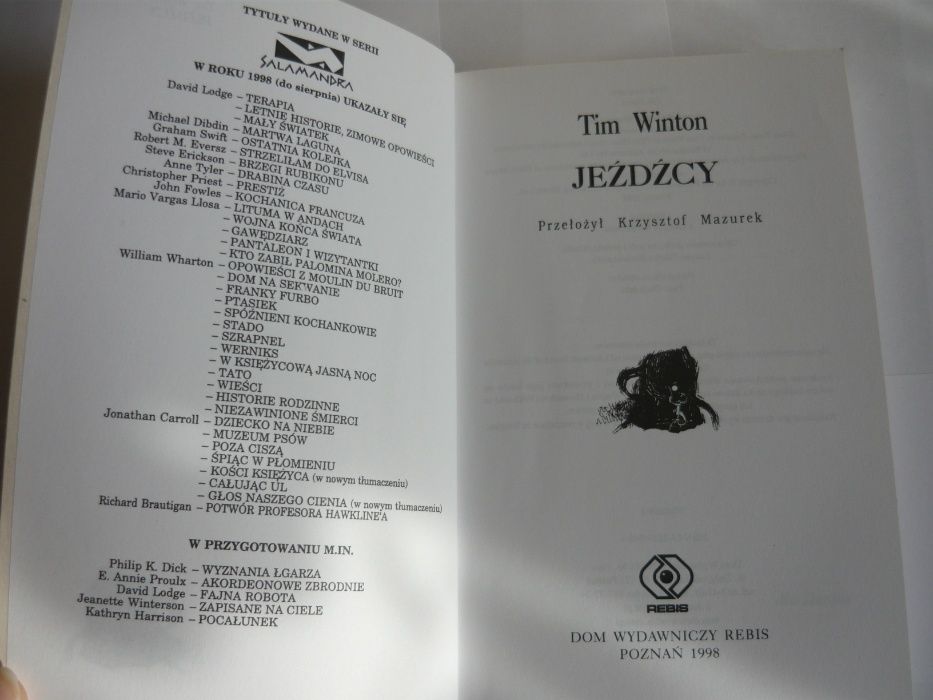 TYTUŁY WYDANE W SERII
SALAMANDRA
W ROKU 1998 (do sierpnia) UKAZAŁY SIĘ
David Lodge – TERAPIA
– LETNIE HISTORIE, ZIMOWE OPOWIEŚCI
– MAŁY ŚWIATEK
Michael Dibdin – MARTWA LAGUNA
Graham Swift – OSTATNIA KOLEJKA
Robert M. Eversz – STRZELIŁAM DO ELVISA
Steve Erickson – BRZEGI RUBIKONU
Anne Tyler – DRABINA CZASU
Christopher Priest – PRESTIŻ
John Fowles – KOCHANICA FRANCUZA
Mario Vargas Llosa – LITUMA W ANDACH
– WOJNA KOŃCA ŚWIATA
– GAWĘDZIARZ
– PANTALEON I WIZYTANTKI
– KTO ZABIŁ PALOMINA MOLERO?
William Wharton – OPOWIEŚCI Z MOULIN DU BRUIT
– DOM NA SEKWANIE
– FRANKY FURBO
– PTASIEK
– SPÓŹNIENI KOCHANKOWIE
– STADO
– SZRAPNEL
– WERNIKS
– W KSIĘŻYCOWĄ JASNĄ NOC
– TATO
– WIEŚCI
– HISTORIE RODZINNE
– NIEZAWINIONE ŚMIERCI
Jonathan Carroll – DZIECKO NA NIEBIE
– MUZEUM PSÓW
– POZA CISZĄ
– ŚPIĄC W PŁOMIENIU
– KOŚCI KSIĘŻYCA (w nowym tłumaczeniu)
– CAŁUJĄC UL
– GŁOS NASZEGO CIENIA (w nowym tłumaczeniu)
Richard Brautigan – POTWÓR PROFESORA HAWKLINE'A
W PRZYGOTOWANIU M.IN.
Philip K. Dick – WYZNANIA ŁGARZA
E. Annie Proulx – AKORDEONOWE ZBRODNIE
David Lodge – FAJNA ROBOTA
Jeanette Winterson – ZAPISANE NA CIELE
Kathryn Harrison – POCAŁUNEK
Tim Winton
JEŹDŹCY
Przełożył Krzysztof Mazurek
REBIS
DOM WYDAWNICZY REBIS
POZNAŃ 1998